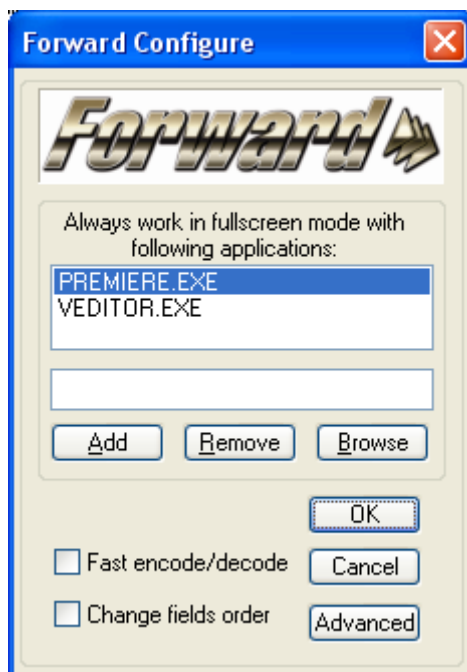 Forward Configure
Forward
Always work in fullscreen mode with
following applications:
PREMIERE.EXE
VEDITOR.EXE
Add Remove Browse
OK
Fast encode/decode Cancel
Change fields order Advanced